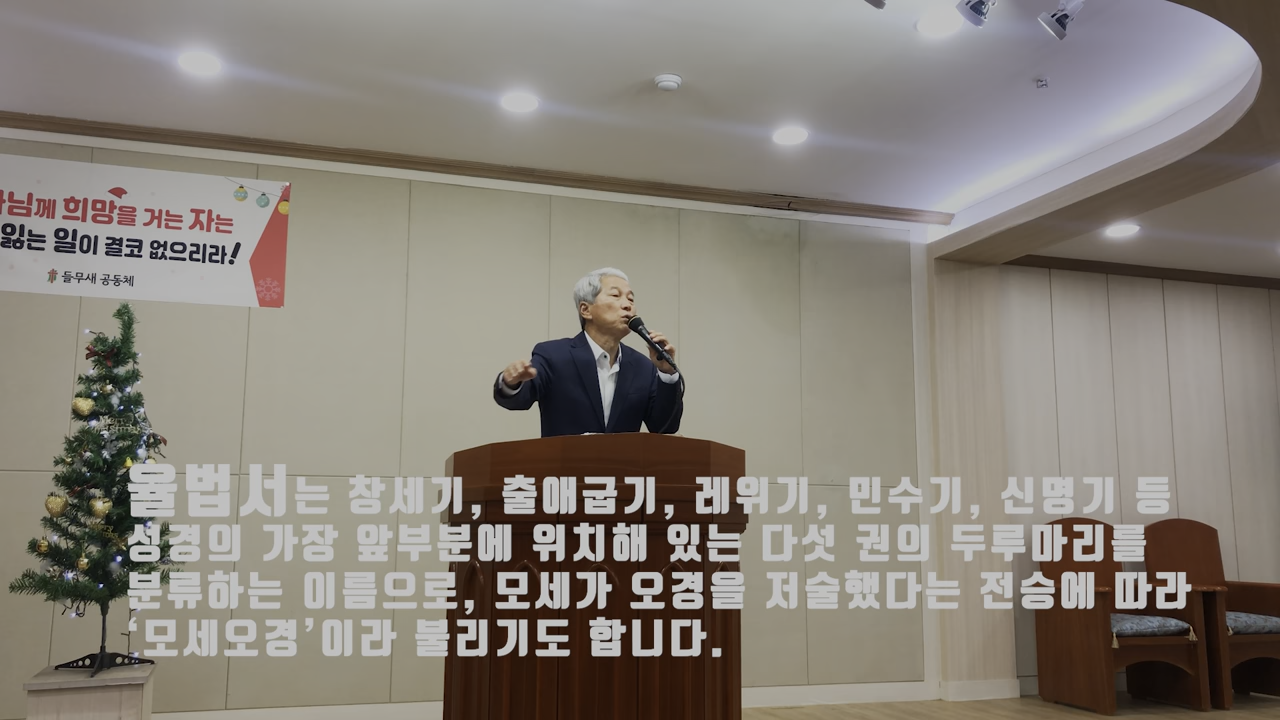 님께 희망을 거는 자는
잃는 일이 결코 없으리라!
들무새 공동체
율법서는 창세기, 출애굽기, 레위기, 민수기, 신명기 등
성경의 가장 앞부분에 위치해 있는 다섯 권의 두루마리를
분류하는 이름으로, 모세가 오경을 저술했다는 전승에 따라
‘모세오경’이라 불리기도 합니다.